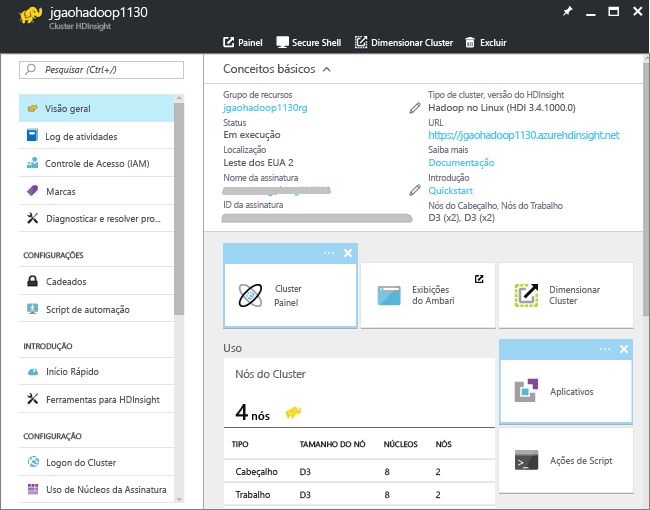 jgaohadoop1130
Cluster HDInsight
Painel
Secure Shell
Dimensionar Cluster
Excluir
Pesquisar (Ctrl+/)
Visão geral
Log de atividades
Controle de Acesso (IAM)
Marcas
Diagnosticar e resolver pro...
CONFIGURAÇÕES
Cadeados
Script de automação
INTRODUÇÃO
Início Rápido
Ferramentas para HDInsight
CONFIGURAÇÃO
Logon do Cluster
Uso de Núcleos da Assinatura
Conceitos básicos
Grupo de recursos
jgaohadoop1130rg
Status
Em execução
Localização
Leste dos EUA 2
Nome da assinatura
ID da assinatura
Tipo de cluster, versão do HDInsight
Hadoop no Linux (HDI 3.4.1000.0)
URL
https://jgaohadoop1130.azurehdinsight.net
Saiba mais
Documentação
Introdução
Quickstart
Nós do Cabeçalho, Nós do Trabalho
D3 (x2), D3 (x2)
Cluster
Painel
Exibições
do Ambari
Dimensionar
Cluster
Uso
Nós do Cluster
4 nós
TIPO TAMANHO DO NÓ NÚCLEOS NÓS
Cabeçalho D3 8 2
Trabalho D3 8 2
Aplicativos
Ações de Script